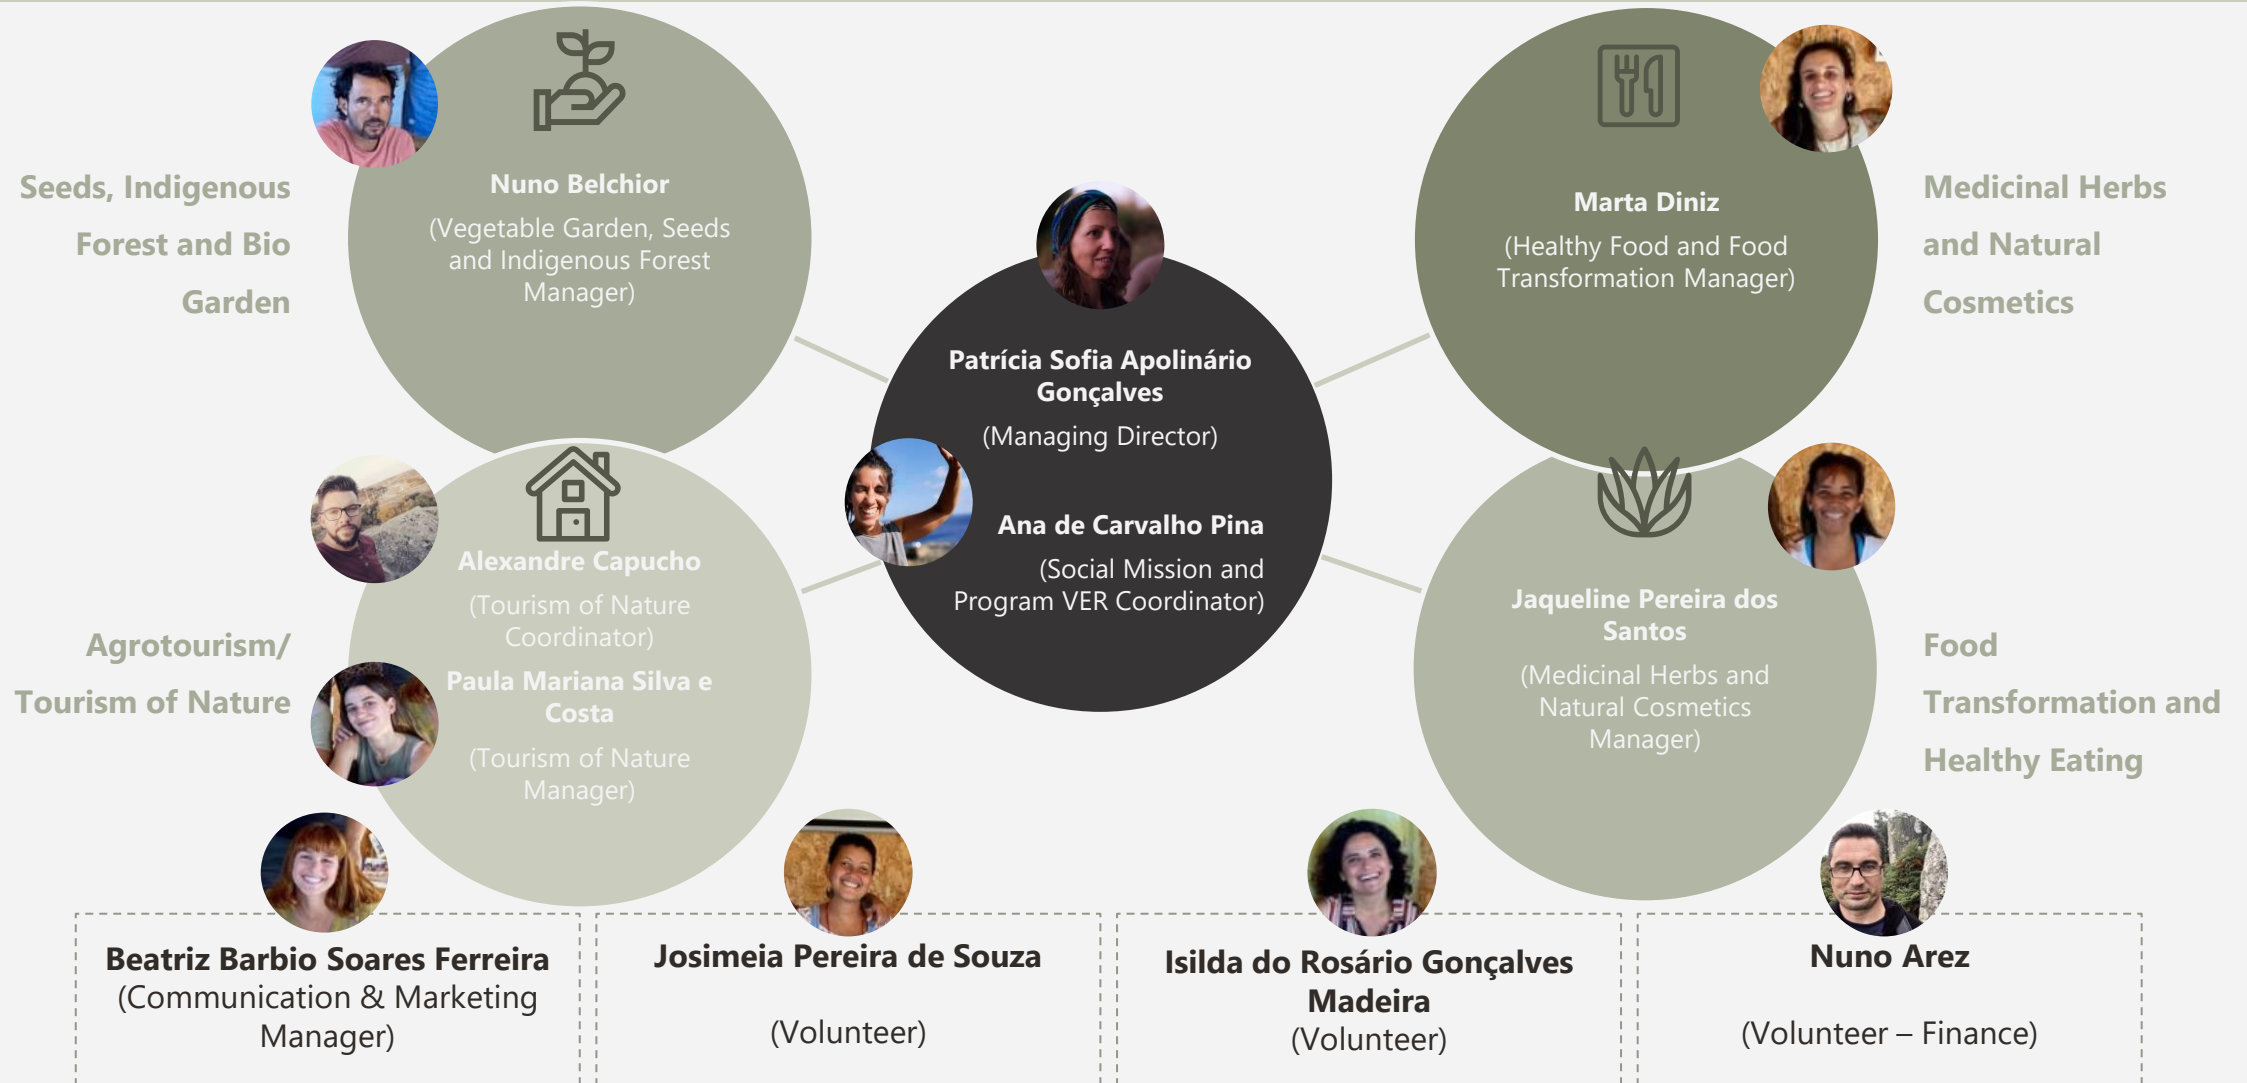 Seeds, Indigenous
Forest and Bio
Garden
Nuno Belchior
(Vegetable Garden, Seeds
and Indigenous Forest
Manager)
Patrícia Sofia Apolinário
Gonçalves
(Managing Director)
Ana de Carvalho Pina
(Social Mission and
Program VER Coordinator)
Marta Diniz
(Healthy Food and Food
Transformation Manager)
Medicinal Herbs
and Natural
Cosmetics
Agrotourism/
Tourism of Nature
Alexandre Capucho
(Tourism of Nature
Coordinator)
Paula Mariana Silva e
Costa
(Tourism of Nature
Manager)
Jaqueline Pereira dos
Santos
(Medicinal Herbs and
Natural Cosmetics
Manager)
Food
Transformation and
Healthy Eating
Beatriz Barbio Soares Ferreira
(Communication & Marketing
Manager)
Josimeia Pereira de Souza
(Volunteer)
Isilda do Rosário Gonçalves
Madeira
(Volunteer)
Nuno Arez
(Volunteer – Finance)